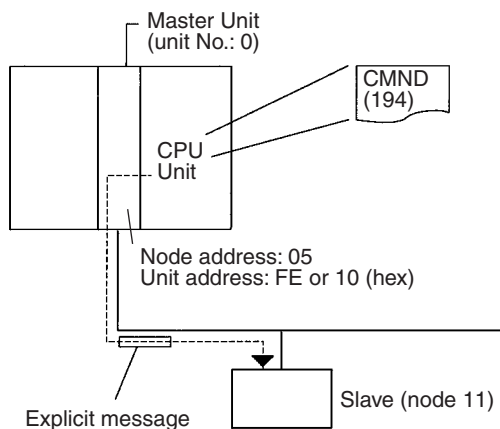 Master Unit
(unit No.: 0)
CMND
(194)
CPU
Unit
Node address: 05
Unit address: FE or 10 (hex)
Slave (node 11)
Explicit message